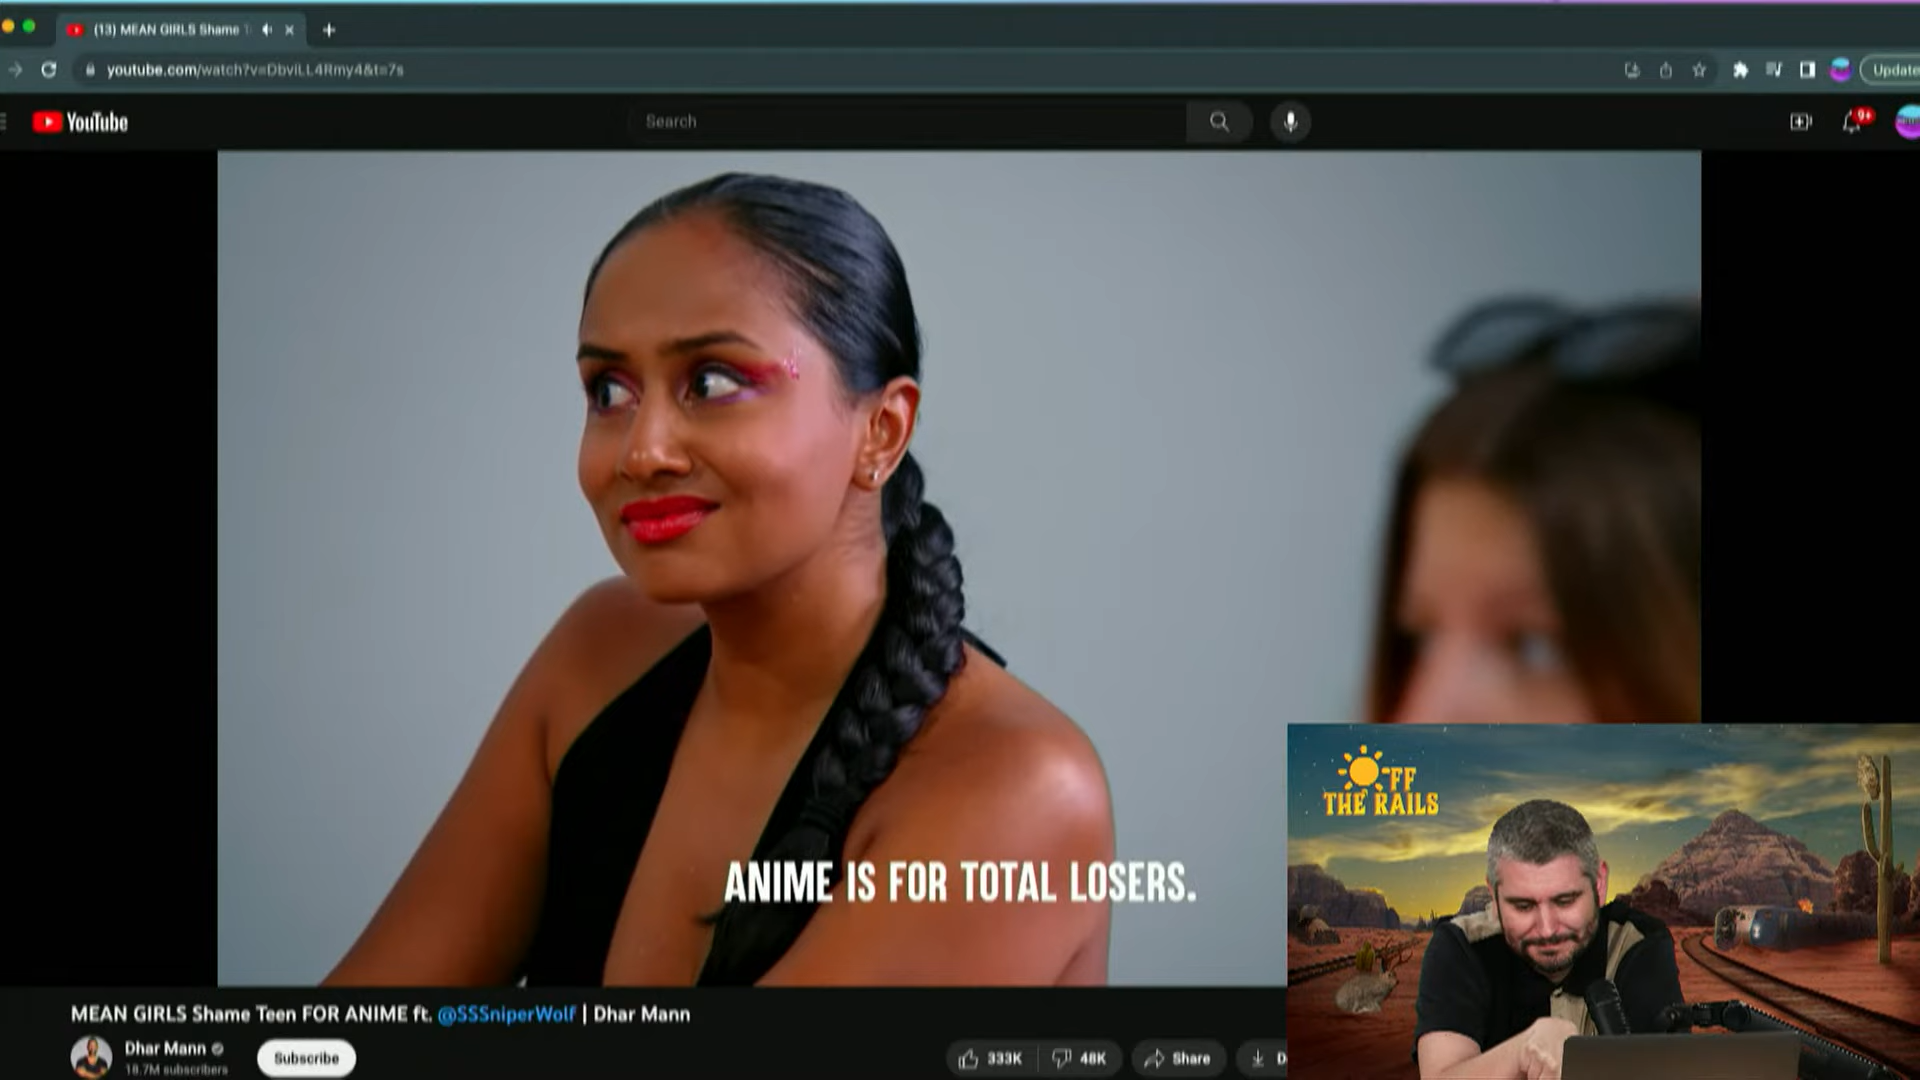 (13) MEAN GIRLS Shame
youtube.com/watch?v=DbviLL4Rmy4&t=7s
Update
YouTube
Search
9+
ANIME IS FOR TOTAL LOSERS.
OFF
THE RAILS
MEAN GIRLS Shame Teen FOR ANIME ft. @SSSniperWolf | Dhar Mann
Dhar Mann
18.7M subscribers
Subscribe
333K
48K
Share
D